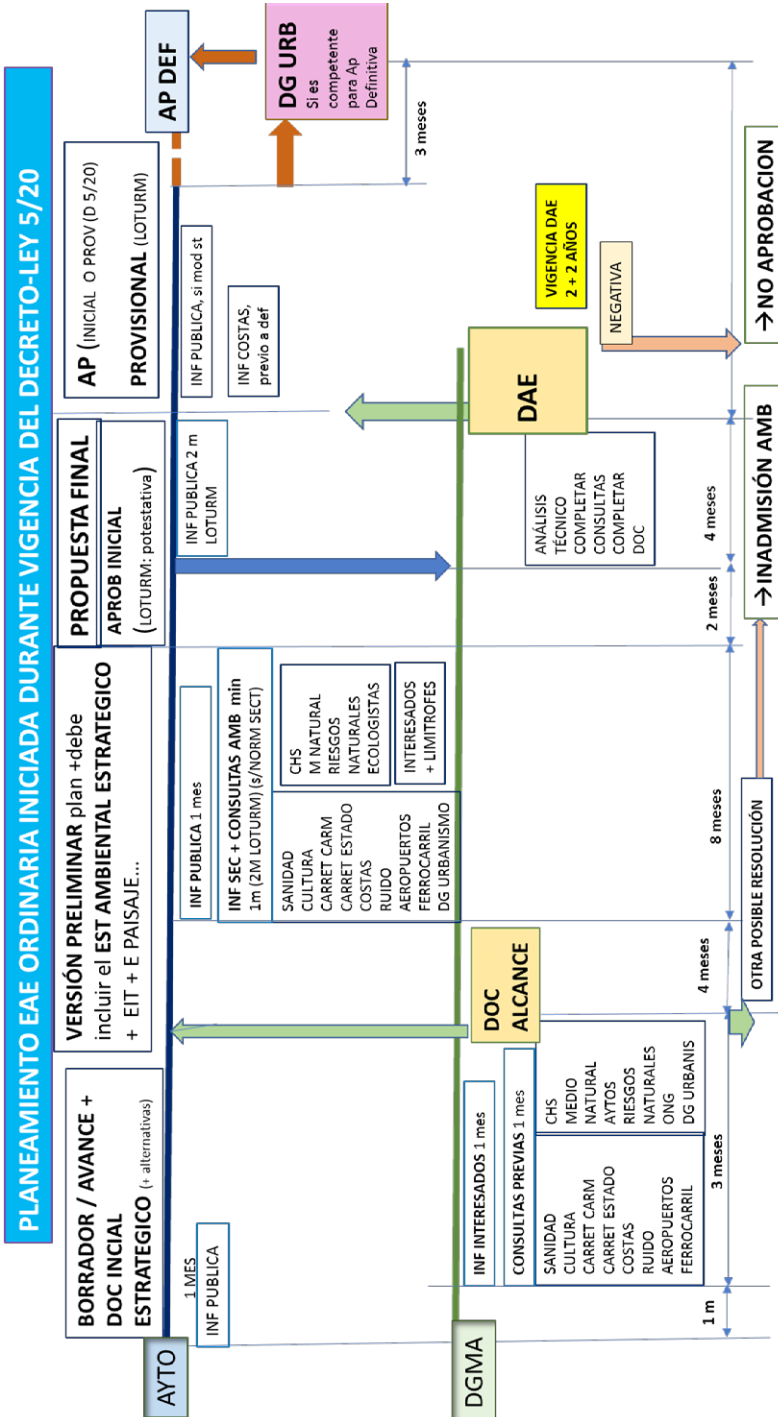 PLANEAMIENTO EAE ORDINARIA INICIADA DURANTE VIGENCIA DEL DECRETO-LEY 5/20
BORRADOR / AVANCE +
DOC INCIAL
ESTRATEGICO (+ alternativas)
VERSIÓN PRELIMINAR plan +debe
incluir el EST AMBIENTAL ESTRATEGICO
+ EIT + E PAISAJE...
PROPUESTA FINAL
APROB INICIAL
(LOTURM: potestativa)
AP (INICIAL O PROV (D 5/20)
PROVISIONAL (LOTURM)
AP DEF
AYTO
1 MES
INF PUBLICA
INF PUBLICA 1 mes
INF SEC + CONSULTAS AMB min
1m (2M LOTURM) (s/NORM SECT)
SANIDAD
CULTURA
CARRET CARM
CARRET ESTADO
COSTAS
RUIDO
AEROPUERTOS
FERROCARRIL
DG URBANISMO
CHS
M NATURAL
RIESGOS
NATURALES
ECOLOGISTAS
INTERESADOS
+ LIMITROFES
INF PUBLICA 2 m
LOTURM
INF PUBLICA, si mod st
INF COSTAS,
previo a def
DG URB
Si es
competente
para Ap
Definitiva
3 meses
DGMA
INF INTERESADOS 1 mes
CONSULTAS PREVIAS 1 mes
SANIDAD
CULTURA
CARRET CARM
CARRET ESTADO
COSTAS
RUIDO
AEROPUERTOS
FERROCARRIL
CHS
MEDIO
NATURAL
AYTOS
RIESGOS
NATURALES
ONG
DG URBANIS
DOC
ALCANCE
ANÁLISIS
TÉCNICO
COMPLETAR
CONSULTAS
COMPLETAR
DOC
DAE
VIGENCIA DAE
2 + 2 AÑOS
NEGATIVA
1 m
3 meses
4 meses
8 meses
2 meses
4 meses
OTRA POSIBLE RESOLUCIÓN
→INADMISIÓN AMB
→NO APROBACION